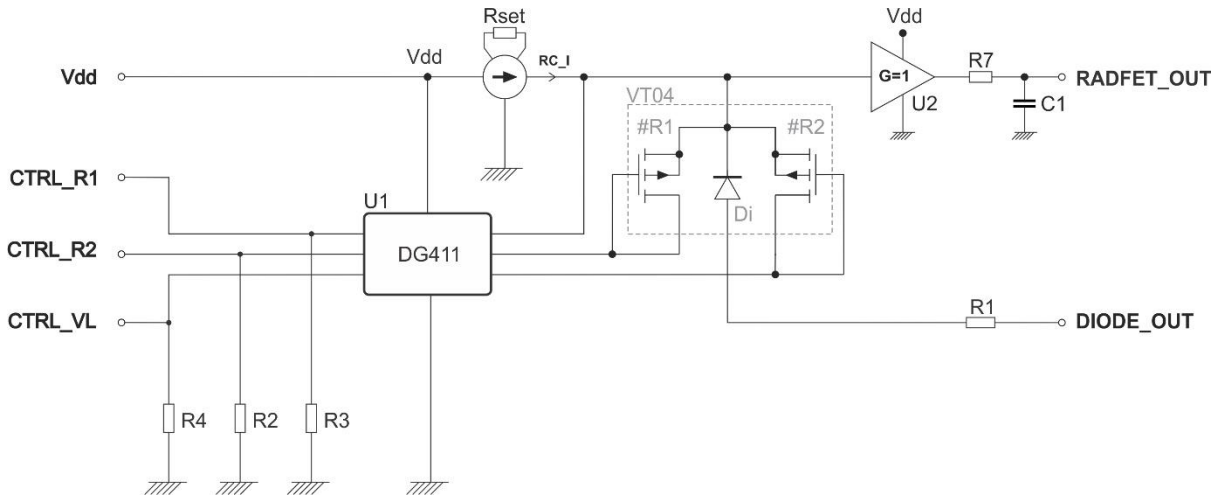 Rset
Vdd
Vdd
RC_I
Vdd
G=1
U2
R7
RADFET_OUT
C1
VT04
#R1
#R2
Di
CTRL_R1
U1
CTRL_R2
DG411
CTRL_VL
R1
DIODE_OUT
R4
R2
R3